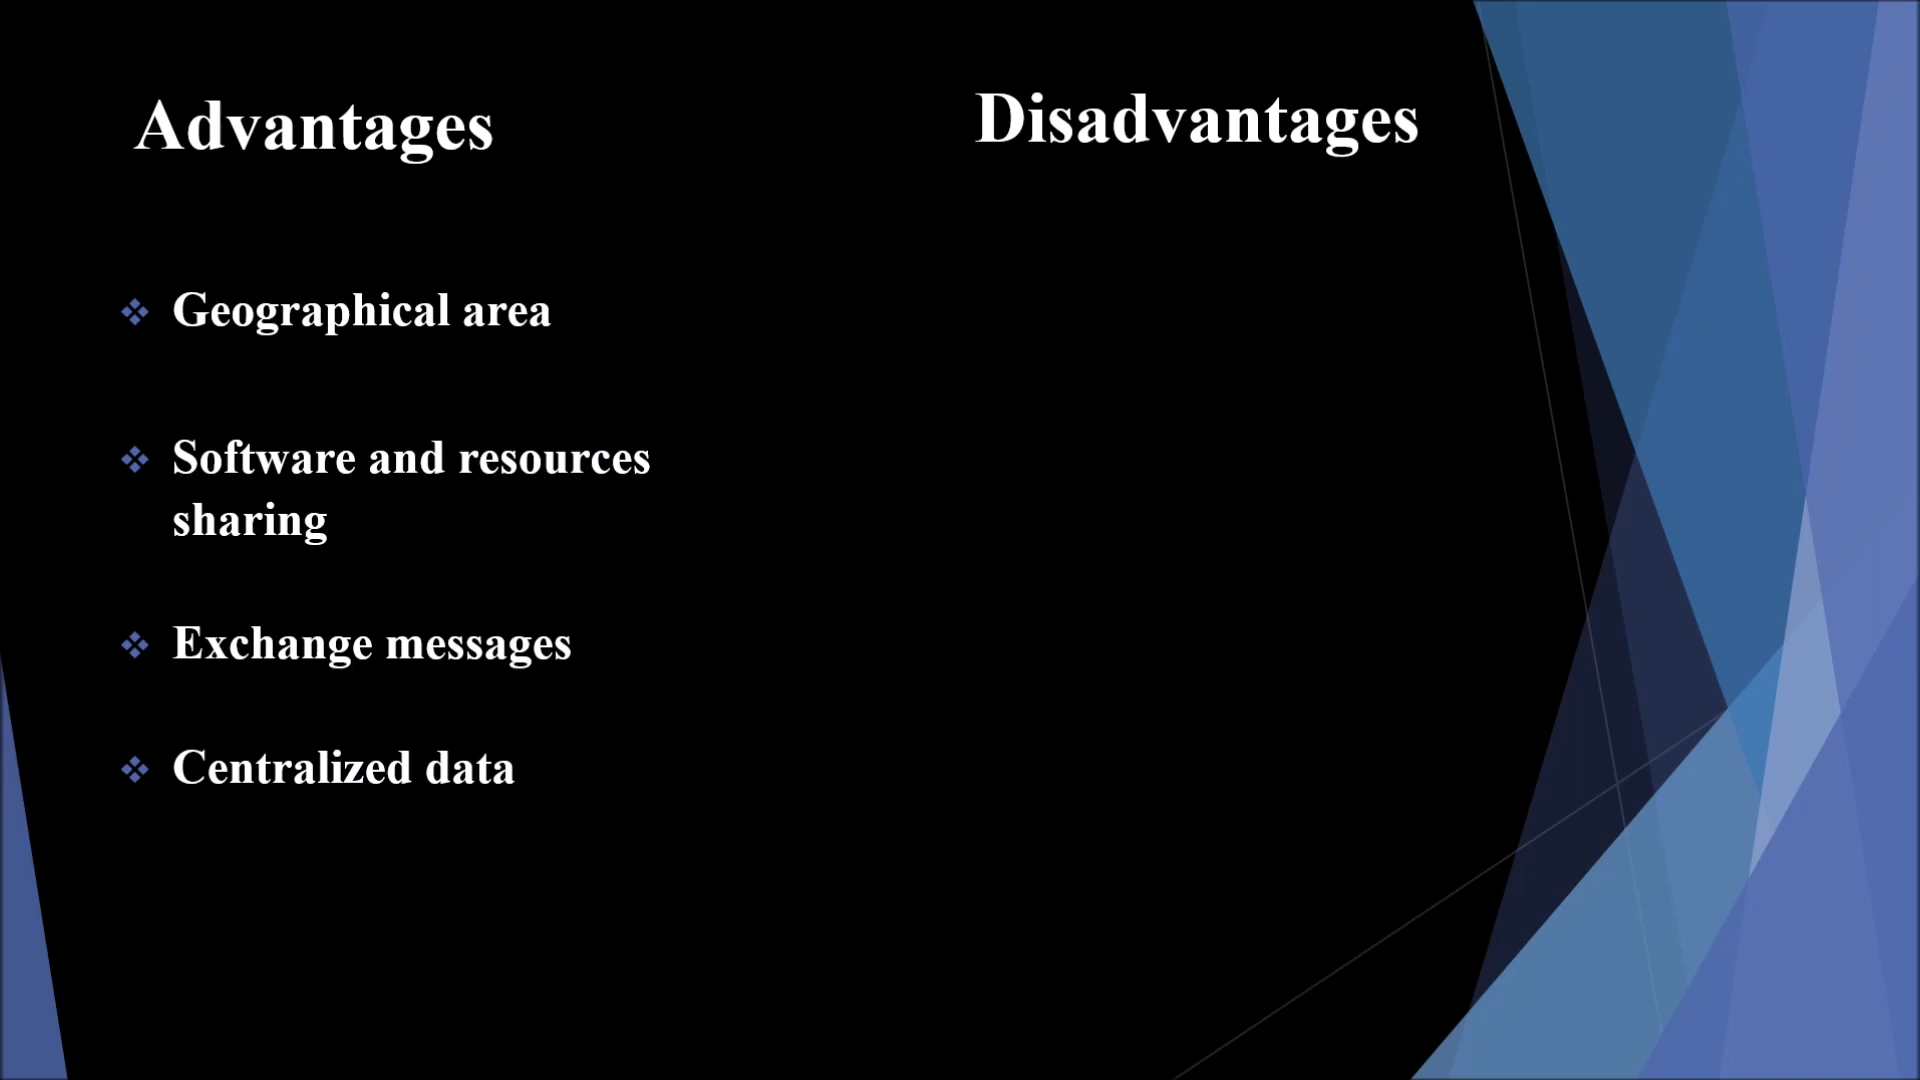 Advantages
Disadvantages
Geographical area
Software and resources
sharing
Exchange messages
Centralized data